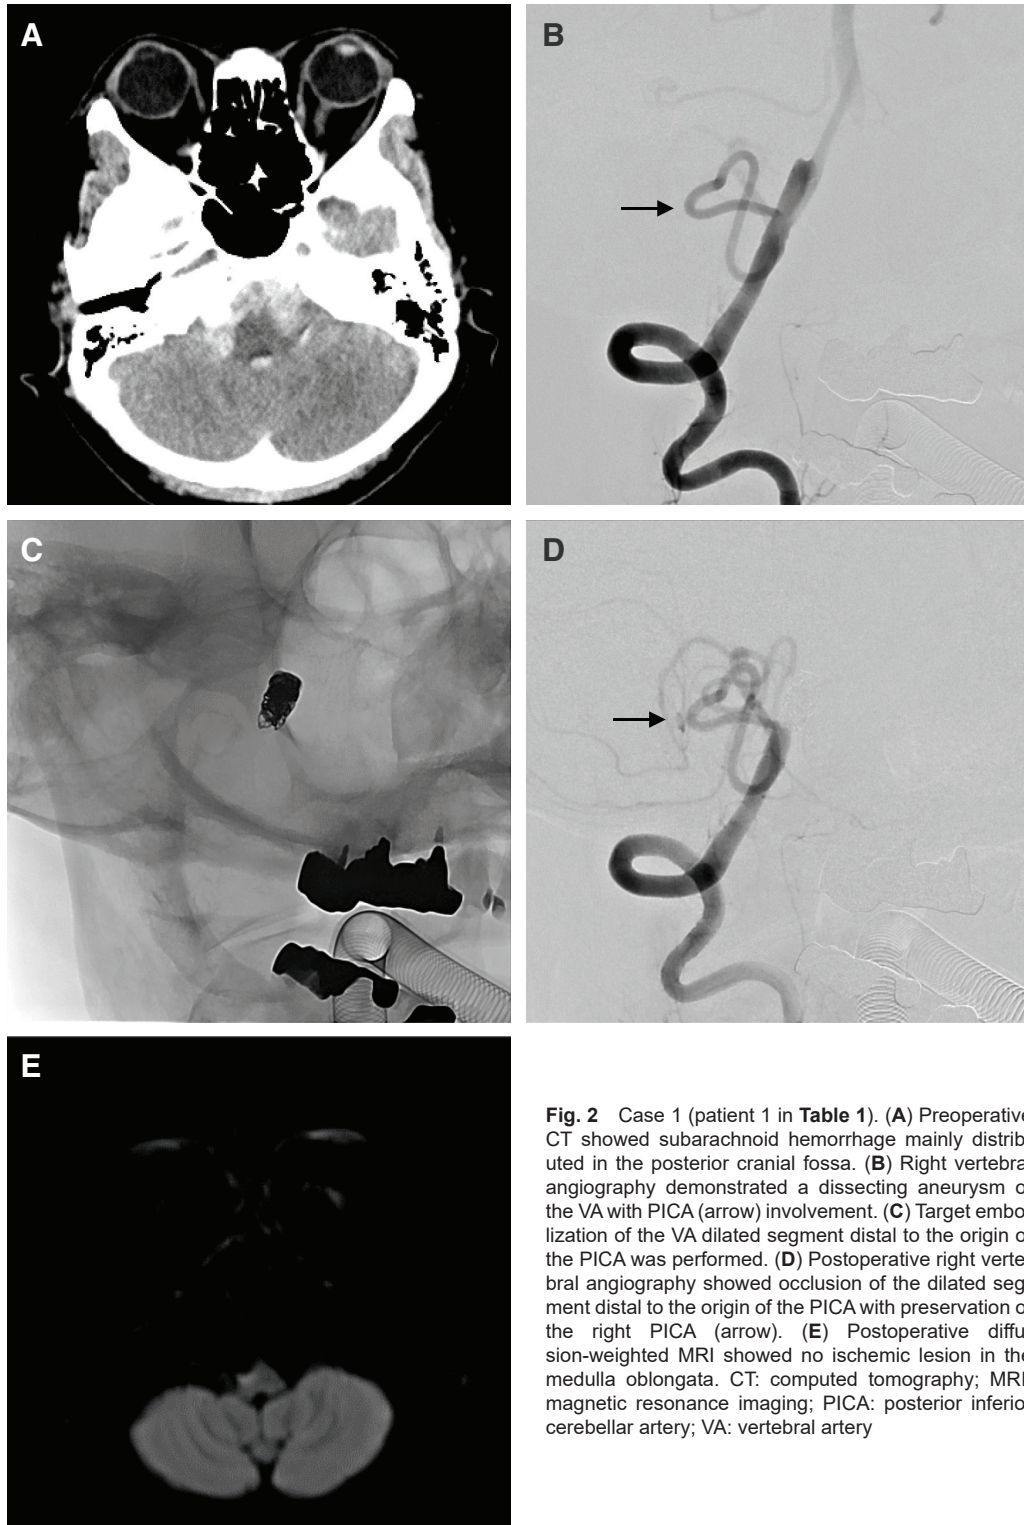 A
B
C
D
E
Fig. 2 Case 1 (patient 1 in Table 1). (A) Preoperative
CT showed subarachnoid hemorrhage mainly distrib
uted in the posterior cranial fossa. (B) Right vertebra
angiography demonstrated a dissecting aneurysm o
the VA with PICA (arrow) involvement. (C) Target embo
lization of the VA dilated segment distal to the origin o
the PICA was performed. (D) Postoperative right verte
bral angiography showed occlusion of the dilated seg
ment distal to the origin of the PICA with preservation o
the right PICA (arrow). (E) Postoperative diffu
sion-weighted MRI showed no ischemic lesion in the
medulla oblongata. CT: computed tomography; MRI
magnetic resonance imaging; PICA: posterior inferio
cerebellar artery; VA: vertebral artery